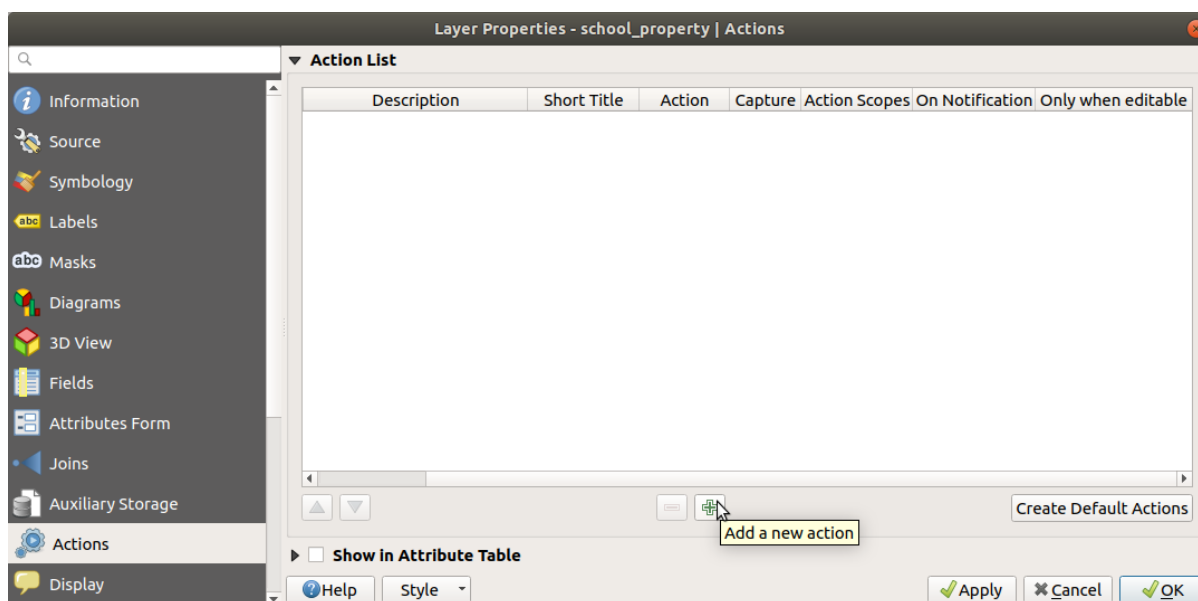 Layer Properties - school_property | Actions
Action List
Information
Source
Symbology
abc Labels
abc Masks
Diagrams
3D View
Fields
Attributes Form
Joins
Auxiliary Storage
Actions
Display
Description Short Title Action Capture Action Scopes On Notification Only when editable
Create Default Actions
Add a new action
Show in Attribute Table
Help Style Apply Cancel OK